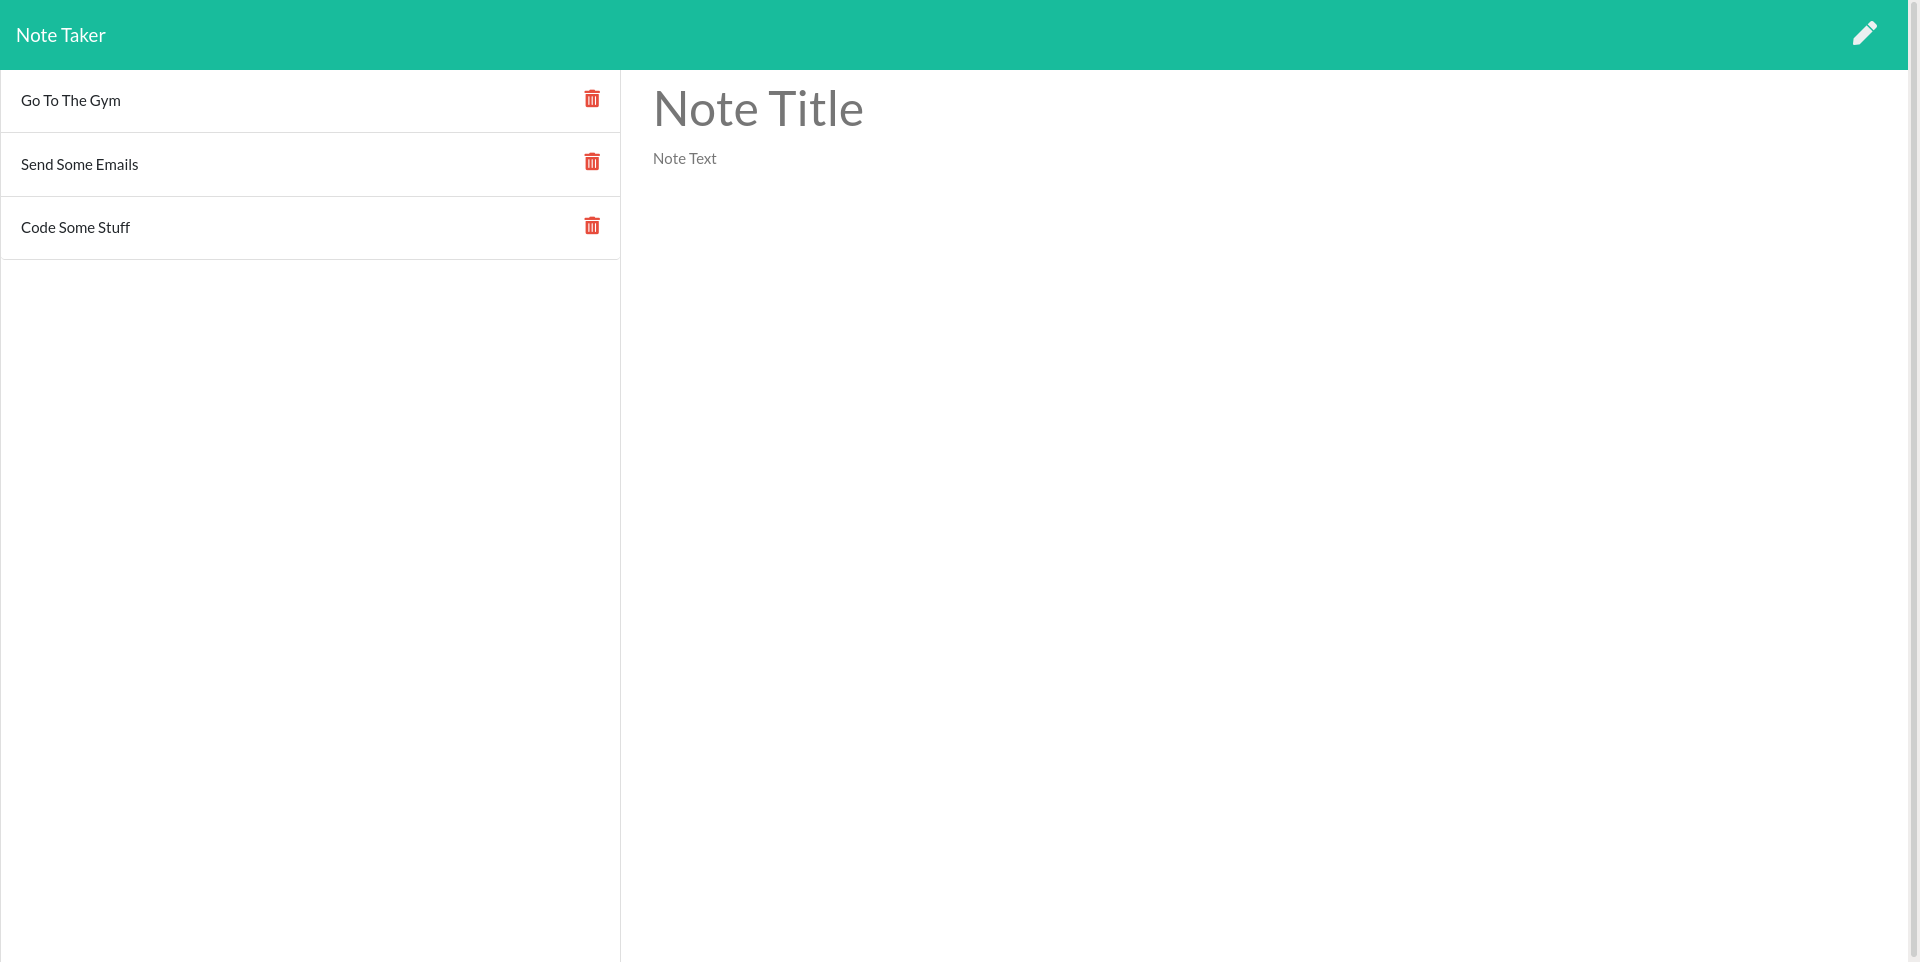 Note Taker
Go To The Gym
Send Some Emails
Code Some Stuff
Note Title
Note Text